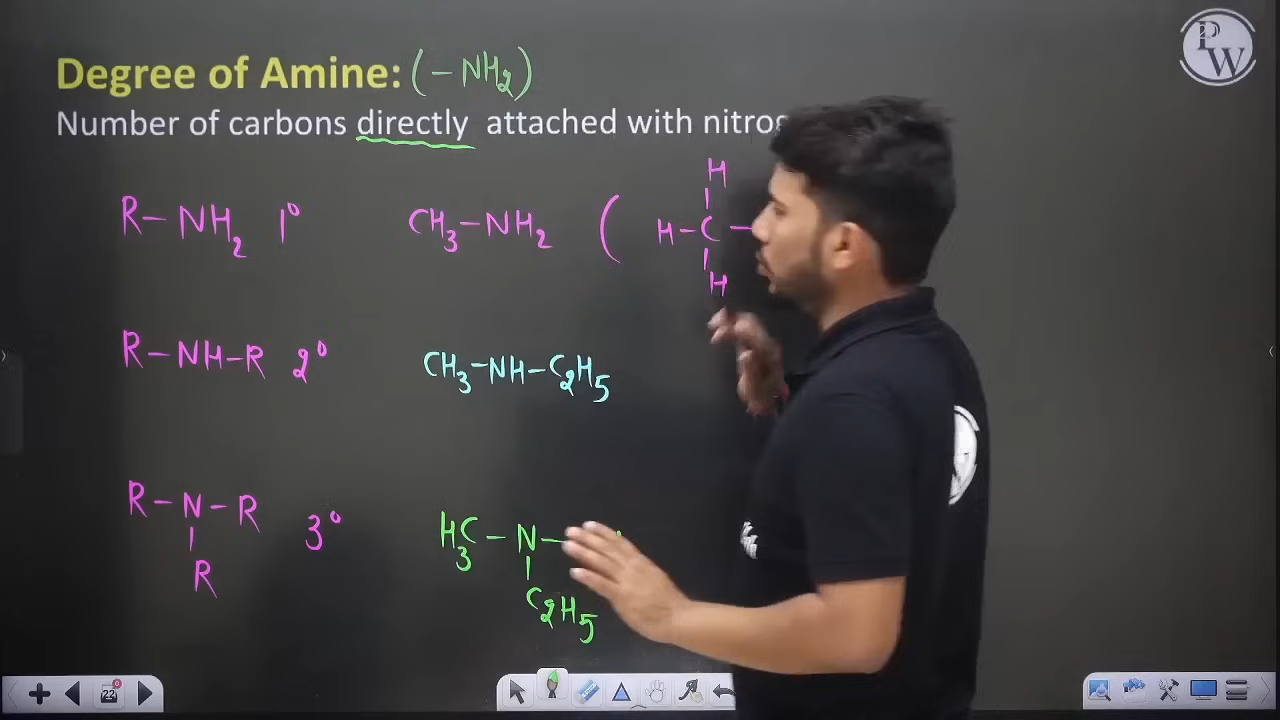 PW
Degree of Amine: (-NH2)
Number of carbons directly attached with
H
R-NH2 1° CH3-NH2 ( H-C-
H
R-NH-R 2° CH3-NH-C2H5
R-N-R 3° H3C-N-
R C2H5
23